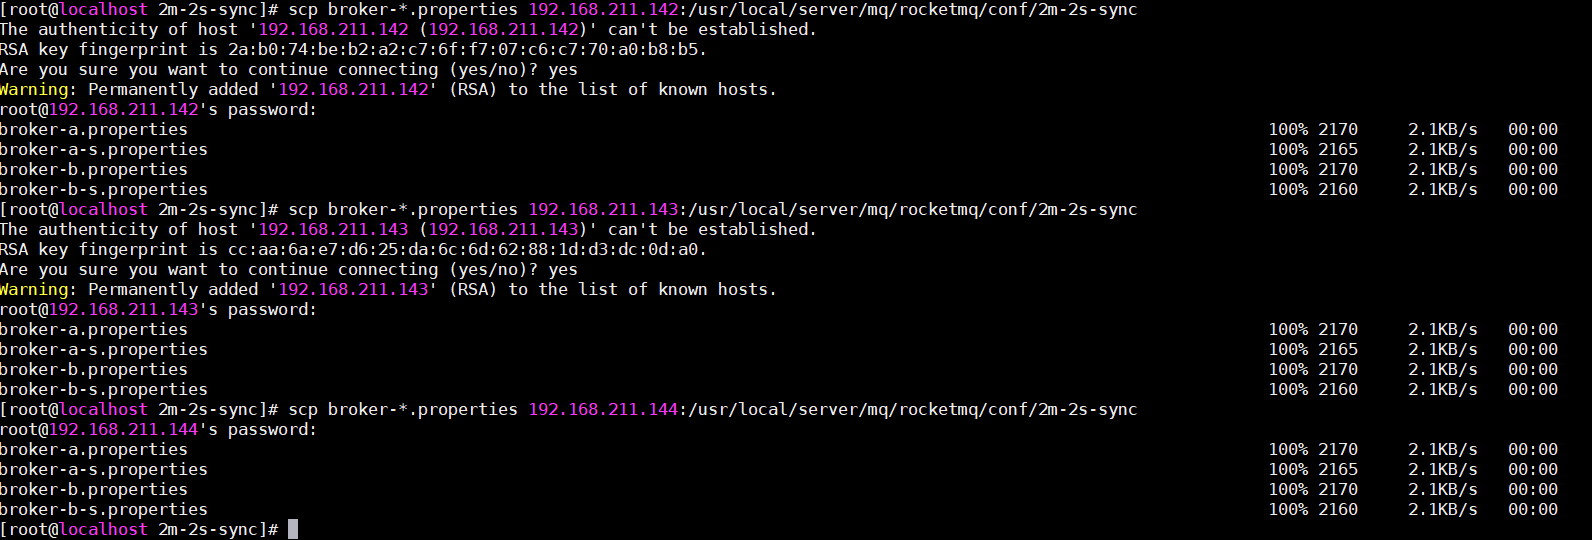 [root@localhost 2m-2s-sync]# scp broker-*.properties 192.168.211.142:/usr/local/server/mq/rocketmq/conf/2m-2s-sync
The authenticity of host '192.168.211.142 (192.168.211.142)' can't be established.
RSA key fingerprint is 2a:b0:74:be:b2:a2:c7:6f:f7:07:c6:c7:70:a0:b8:b5.
Are you sure you want to continue connecting (yes/no)? yes
Warning: Permanently added '192.168.211.142' (RSA) to the list of known hosts.
root@192.168.211.142's password:
broker-a.properties 100% 2170 2.1KB/s 00:00
broker-a-s.properties 100% 2165 2.1KB/s 00:00
broker-b.properties 100% 2170 2.1KB/s 00:00
broker-b-s.properties 100% 2160 2.1KB/s 00:00
[root@localhost 2m-2s-sync]# scp broker-*.properties 192.168.211.143:/usr/local/server/mq/rocketmq/conf/2m-2s-sync
The authenticity of host '192.168.211.143 (192.168.211.143)' can't be established.
RSA key fingerprint is cc:aa:6a:e7:d6:25:da:6c:6d:62:88:1d:d3:dc:0d:a0.
Are you sure you want to continue connecting (yes/no)? yes
Warning: Permanently added '192.168.211.143' (RSA) to the list of known hosts.
root@192.168.211.143's password:
broker-a.properties 100% 2170 2.1KB/s 00:00
broker-a-s.properties 100% 2165 2.1KB/s 00:00
broker-b.properties 100% 2170 2.1KB/s 00:00
broker-b-s.properties 100% 2160 2.1KB/s 00:00
[root@localhost 2m-2s-sync]# scp broker-*.properties 192.168.211.144:/usr/local/server/mq/rocketmq/conf/2m-2s-sync
root@192.168.211.144's password:
broker-a.properties 100% 2170 2.1KB/s 00:00
broker-a-s.properties 100% 2165 2.1KB/s 00:00
broker-b.properties 100% 2170 2.1KB/s 00:00
broker-b-s.properties 100% 2160 2.1KB/s 00:00
[root@localhost 2m-2s-sync]#